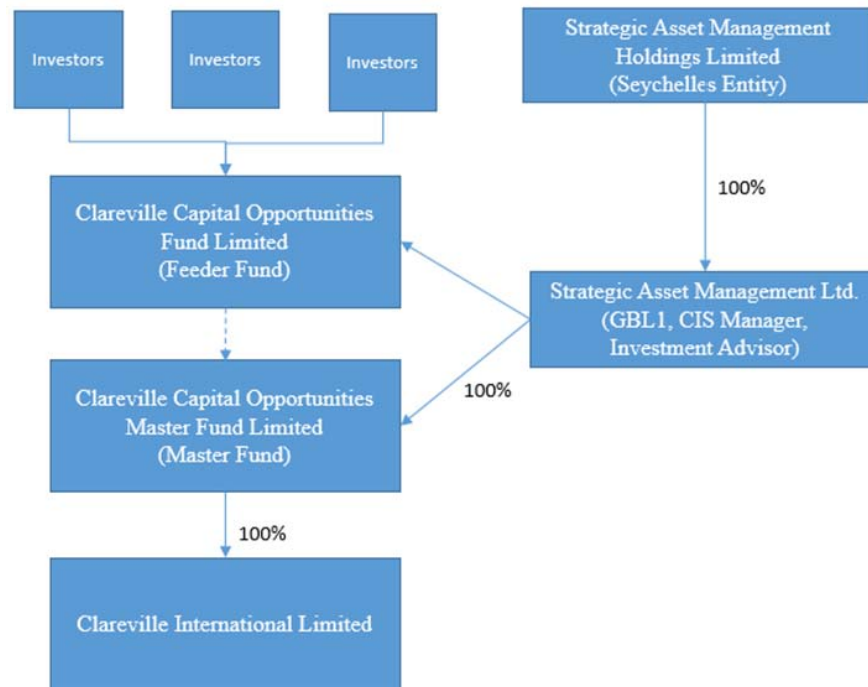 Investors
Investors
Investors
Strategic Asset Management
Holdings Limited
(Seychelles Entity)
100%
Clareville Capital Opportunities
Fund Limited
(Feeder Fund)
Strategic Asset Management Ltd.
(GBL1, CIS Manager,
Investment Advisor)
100%
Clareville Capital Opportunities
Master Fund Limited
(Master Fund)
100%
Clareville International Limited